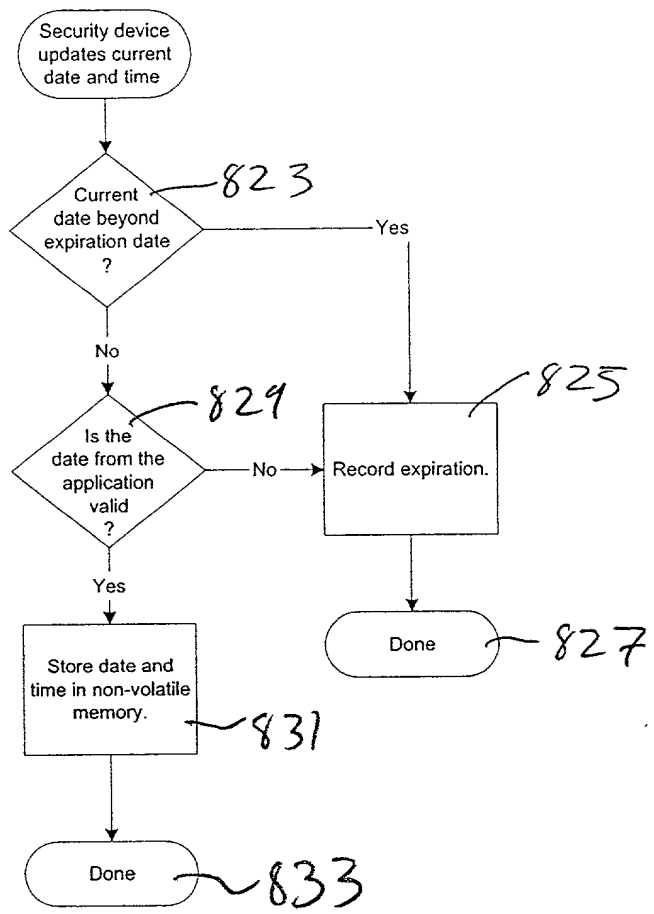 Security device
updates current
date and time
823
Current
date beyond
expiration date
?
Yes
No
829
825
Is the
date from the
application
valid
?
No
Record expiration.
Yes
Done
827
Store date and
time in non-volatile
memory.
831
Done
833